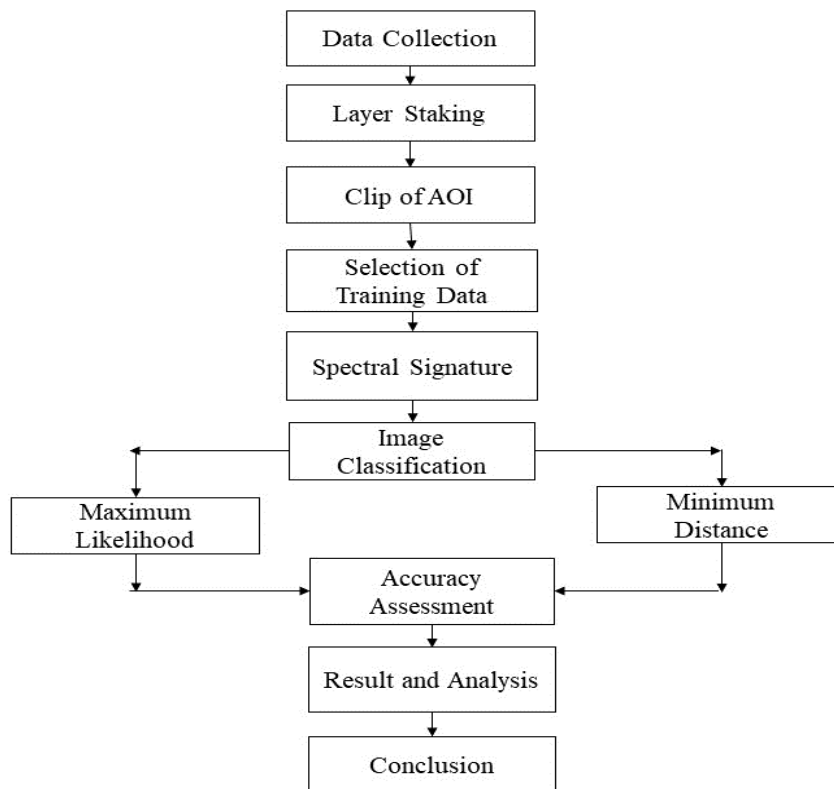 Data Collection
Layer Staking
Clip of AOI
Selection of
Training Data
Spectral Signature
Image
Classification
Maximum
Likelihood
Minimum
Distance
Accuracy
Assessment
Result and Analysis
Conclusion